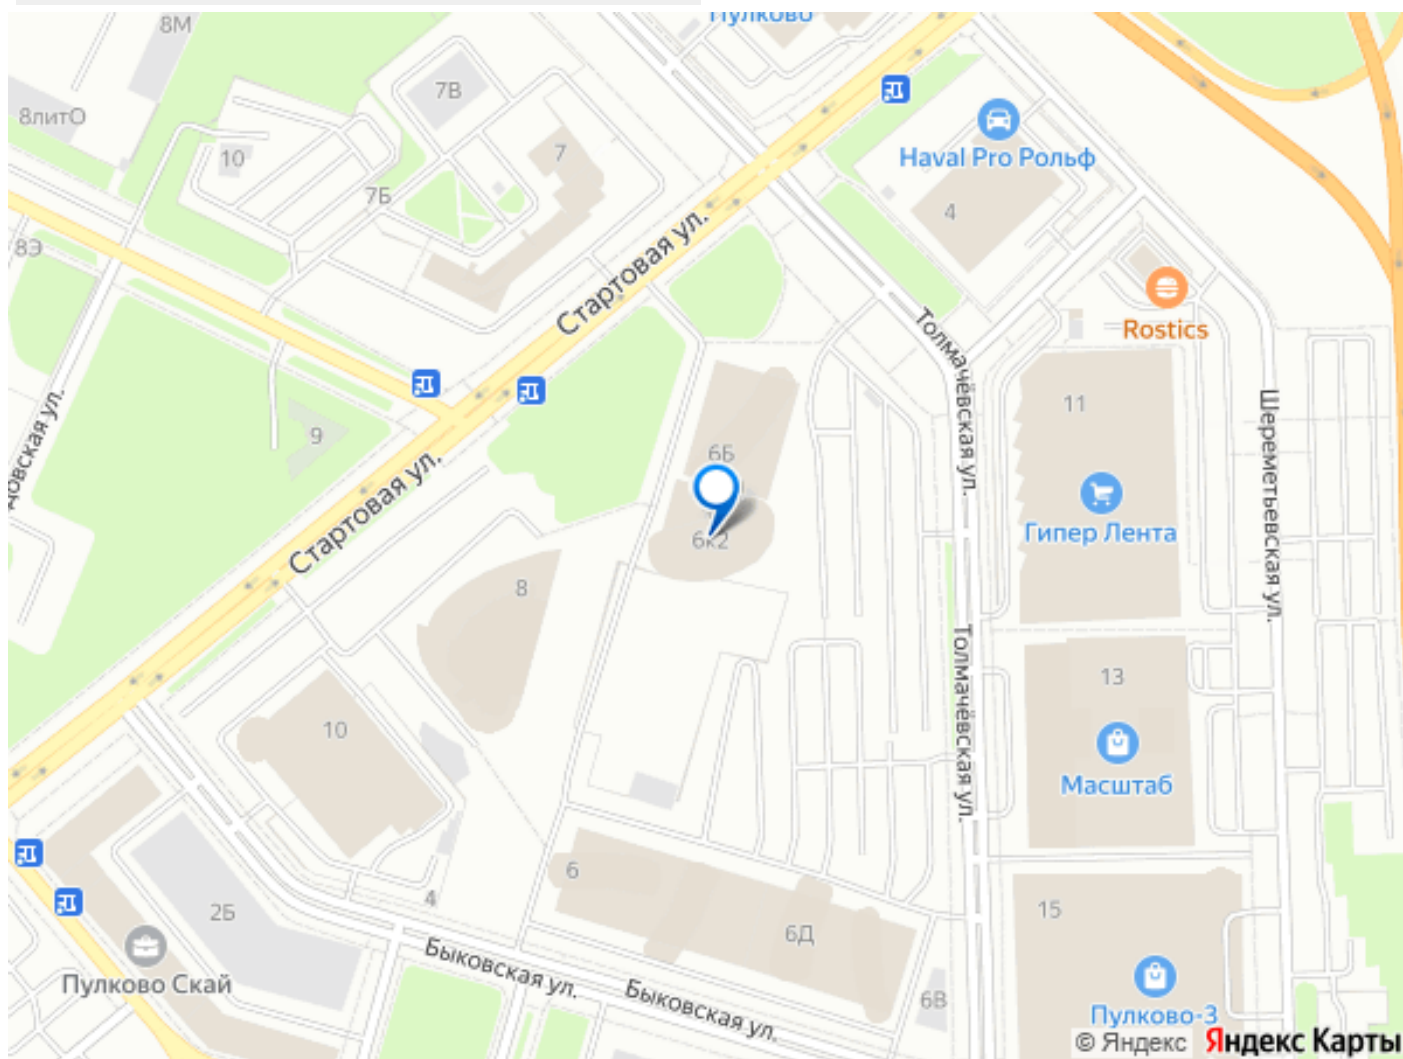 8М
Пулково
7В
8литО
10
7
Haval Pro Рольф
7Б
4
8Э
Стартовая ул.
Rostics
Толмачёвская ул.
11
Шереметьевская ул.
9
6Б
Стартовая ул.
Гипер Лента
6к2
8
Толмачёвская ул.
13
10
Масштаб
6
4
2Б
15
6Д
Быковская ул.
Пулково Скай
Быковская ул.
6В
Пулково-3
© Яндекс Яндекс Карты